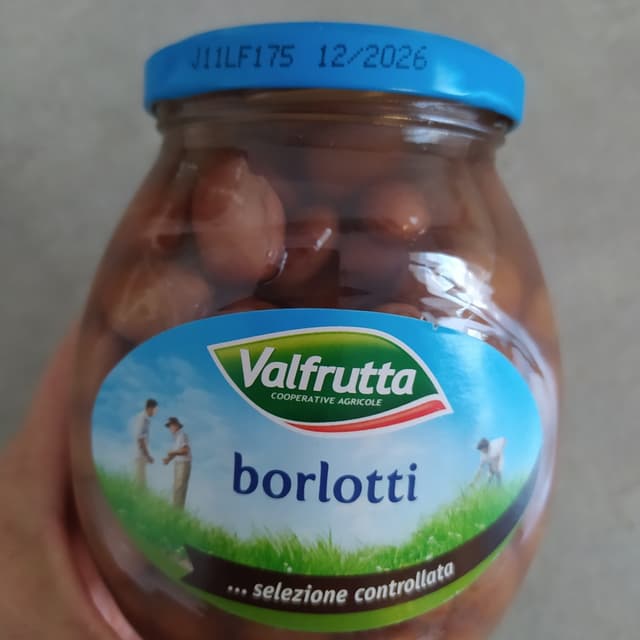 J11LF175 12/2026
Valfrutta
COOPERATIVE AGRICOLE
borlotti
... selezione controllata